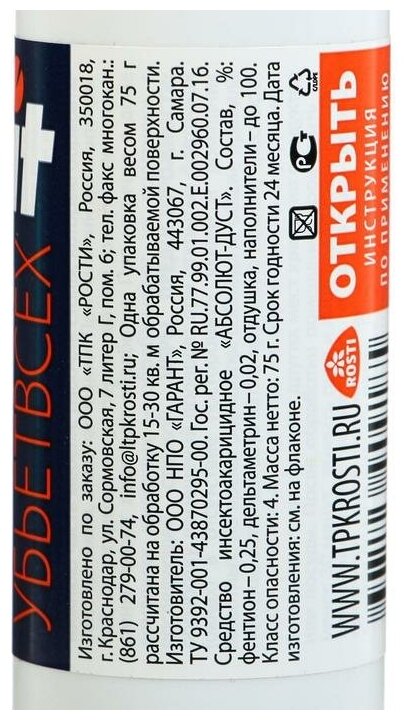 УБЬЕТВСЕХ
Изготовлено по заказу: ООО «ТПК «РОСТИ», Россия, 350018,
г. Краснодар, ул. Сормовская, 7 литер Г, пом. 6; тел. факс многокан.:
(861) 279-00-74, info@tpkrosti.ru; Одна упаковка весом 75 г
рассчитана на обработку 15-30 кв. м обрабатываемой поверхности.
Изготовитель: ООО НПО «ГАРАНТ», Россия, 443067, г. Самара.
ТУ 9392-001-43870295-00. Гос. рег.№ RU.77.99.01.002.Е.002960.07.16.
Средство инсектоакарицидное «АБСОЛЮТ-ДУСТ». Состав, %:
фентион – 0,25, дельтаметрин – 0,02, отдушка, наполнители – до 100.
Класс опасности: 4. Масса нетто: 75 г. Срок годности 24 месяца. Дата
изготовления: см. на флаконе.
WWW.TPKROSTI.RU
ROSTI
ОТКРЫТЬ
ИНСТРУКЦИЯ
ПО ПРИМЕНЕНИЮ